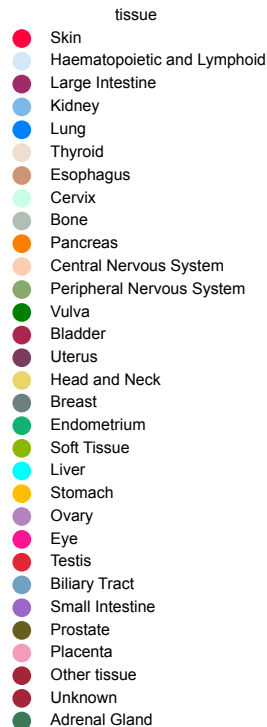 tissue
Skin
Haematopoietic and Lymphoid
Large Intestine
Kidney
Lung
Thyroid
Esophagus
Cervix
Bone
Pancreas
Central Nervous System
Peripheral Nervous System
Vulva
Bladder
Uterus
Head and Neck
Breast
Endometrium
Soft Tissue
Liver
Stomach
Ovary
Eye
Testis
Biliary Tract
Small Intestine
Prostate
Placenta
Other tissue
Unknown
Adrenal Gland